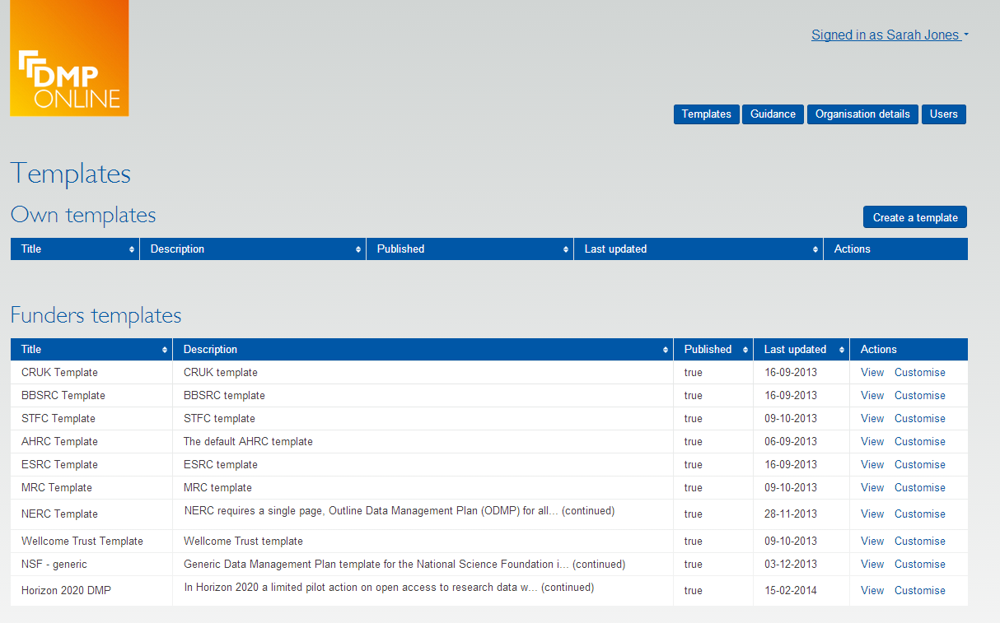 DMP
ONLINE
Signed in as Sarah Jones
Templates Guidance Organisation details Users
Templates
Own templates
Create a template
Title Description Published Last updated Actions
Funders templates
Title Description Published Last updated Actions
CRUK Template CRUK template true 16-09-2013 View Customise
BBSRC Template BBSRC template true 16-09-2013 View Customise
STFC Template STFC template true 09-10-2013 View Customise
AHRC Template The default AHRC template true 06-09-2013 View Customise
ESRC Template ESRC template true 16-09-2013 View Customise
MRC Template MRC template true 09-10-2013 View Customise
NERC Template NERC requires a single page, Outline Data Management Plan (ODMP) for all... (continued) true 28-11-2013 View Customise
Wellcome Trust Template Wellcome Trust template true 09-10-2013 View Customise
NSF - generic Generic Data Management Plan template for the National Science Foundation i... (continued) true 03-12-2013 View Customise
Horizon 2020 DMP In Horizon 2020 a limited pilot action on open access to research data w... (continued) true 15-02-2014 View Customise